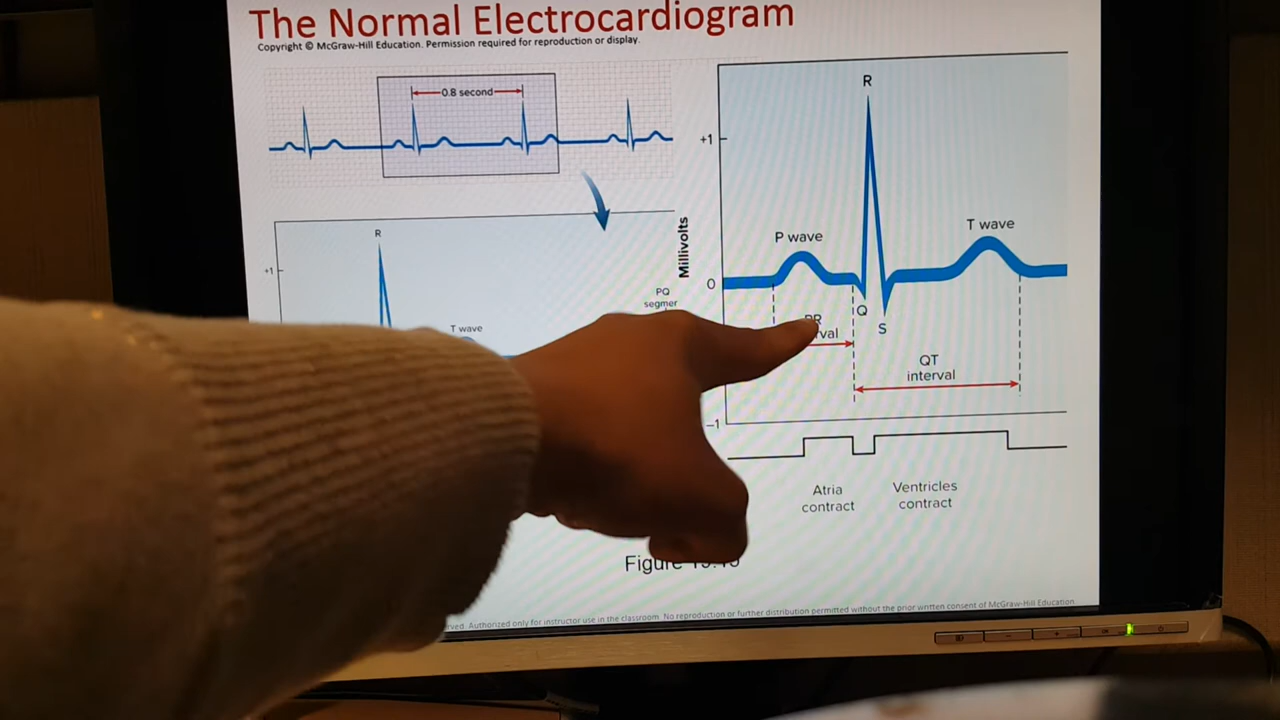 The Normal Electrocardiogram
Copyright © McGraw-Hill Education. Permission required for reproduction or display.
0.8 second
R
+1
T wave
PQ
Millivolts
R
+1
P wave
T wave
0
Q
S
QT
interval
–1
Atria
contract
Ventricles
contract
Authorized only for instructor use in the classroom. No reproduction or further distribution permitted without the prior written consent of McGraw-Hill Education.